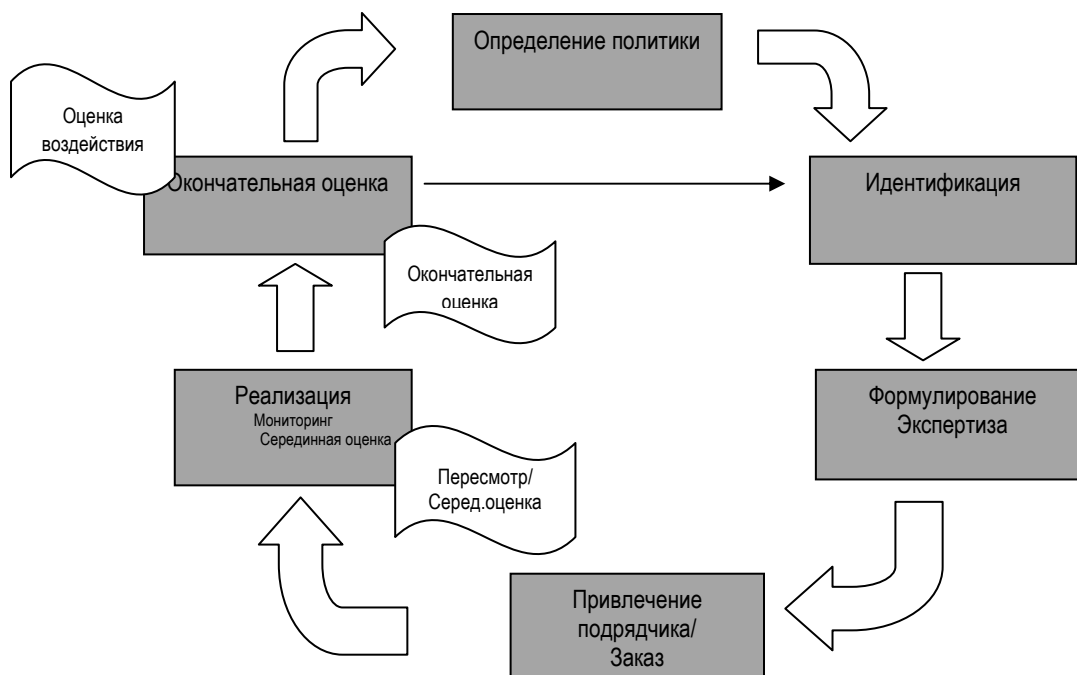 Определение политики
Оценка
воздействия
Окончательная оценка
Идентификация
Окончательная
оценка
Реализация
Мониторинг
Серединная оценка
Формулирование
Экспертиза
Пересмотр/
Серед.оценка
Привлечение
подрядчика/
Заказ